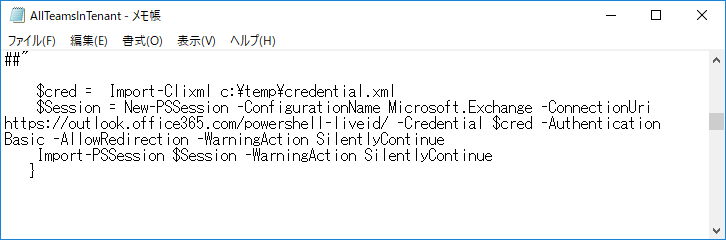 AllTeamsInTenant - メモ帳
ファイル(F) 編集(E) 書式(O) 表示(V) ヘルプ(H)
##"
$cred =  Import-Clixml c:¥temp¥credential.xml
$Session = New-PSSession -ConfigurationName Microsoft.Exchange -ConnectionUri
https://outlook.office365.com/powershell-liveid/ -Credential $cred -Authentication
Basic -AllowRedirection -WarningAction SilentlyContinue
Import-PSSession $Session -WarningAction SilentlyContinue
}